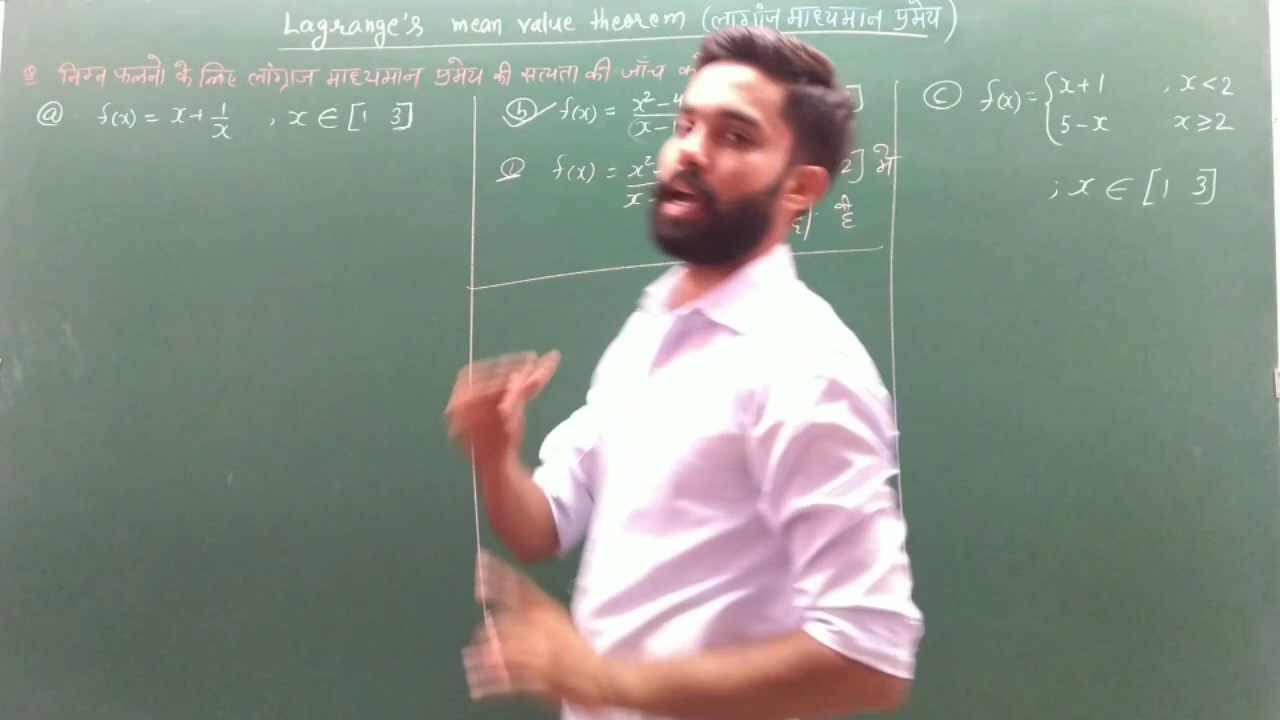 Lagrange's mean value theorem (लाग्रांज माध्यमान प्रमेय)
निम्न फलनो के लिए लांग्राज माध्यमान प्रमेय की सत्यता की जाँच
ⓐ f(x) = x + 1/x , x ∈ [1 3]
ⓑ f(x) = x²-4
① f(x) = x² 2] में
ⓒ f(x) = { x+1 ; x<2
5-x x≥2
; x ∈ [1 3]